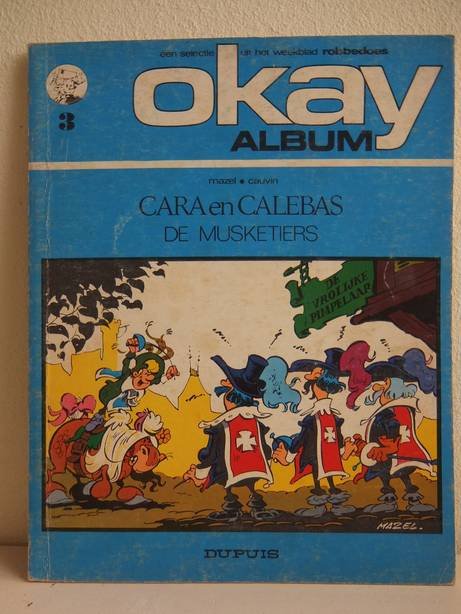 een selectie uit het weekblad robbedoes
okay
ALBUM
3
mazel • cauvin
CARA en CALEBAS
DE MUSKETIERS
DE
VROLIJKE
PIMPELAAR
MAZEL.
DUPUIS